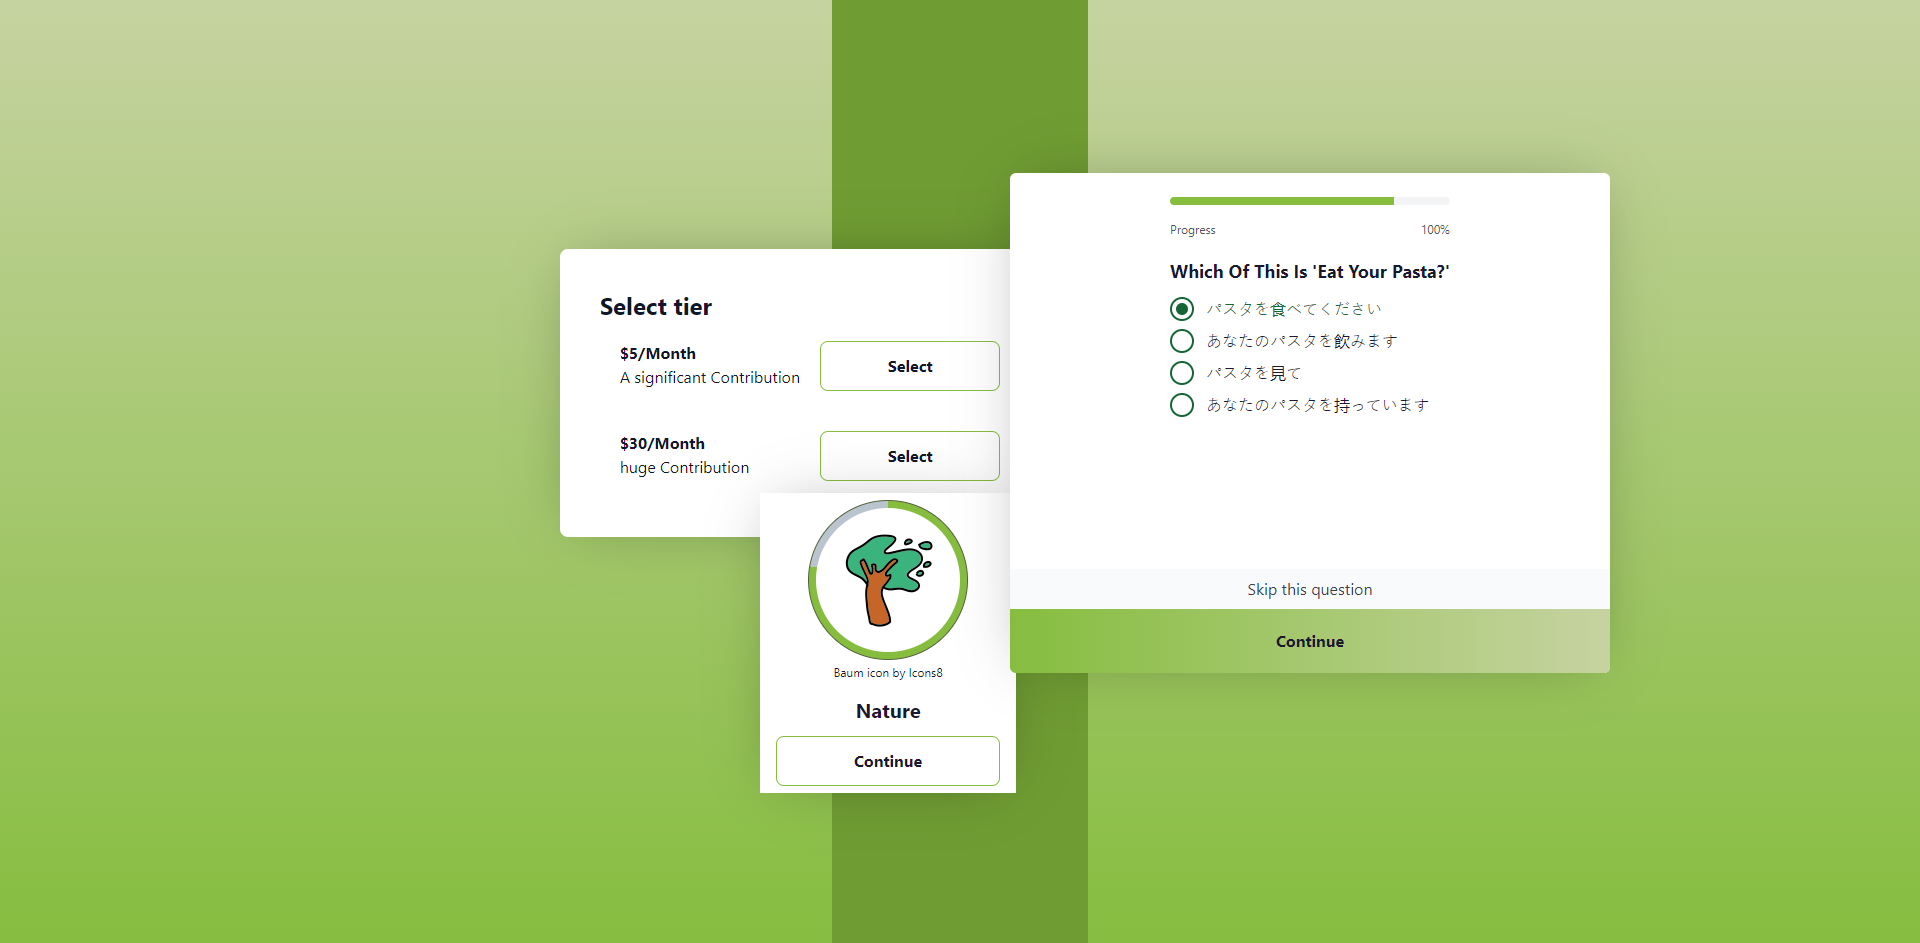 Select tier
$5/Month
A significant Contribution
Select
$30/Month
huge Contribution
Select
Baum icon by Icons8
Nature
Continue
Progress
100%
Which Of This Is 'Eat Your Pasta?'
パスタを食べてください
あなたのパスタを飲みます
パスタを見て
あなたのパスタを持っています
Skip this question
Continue